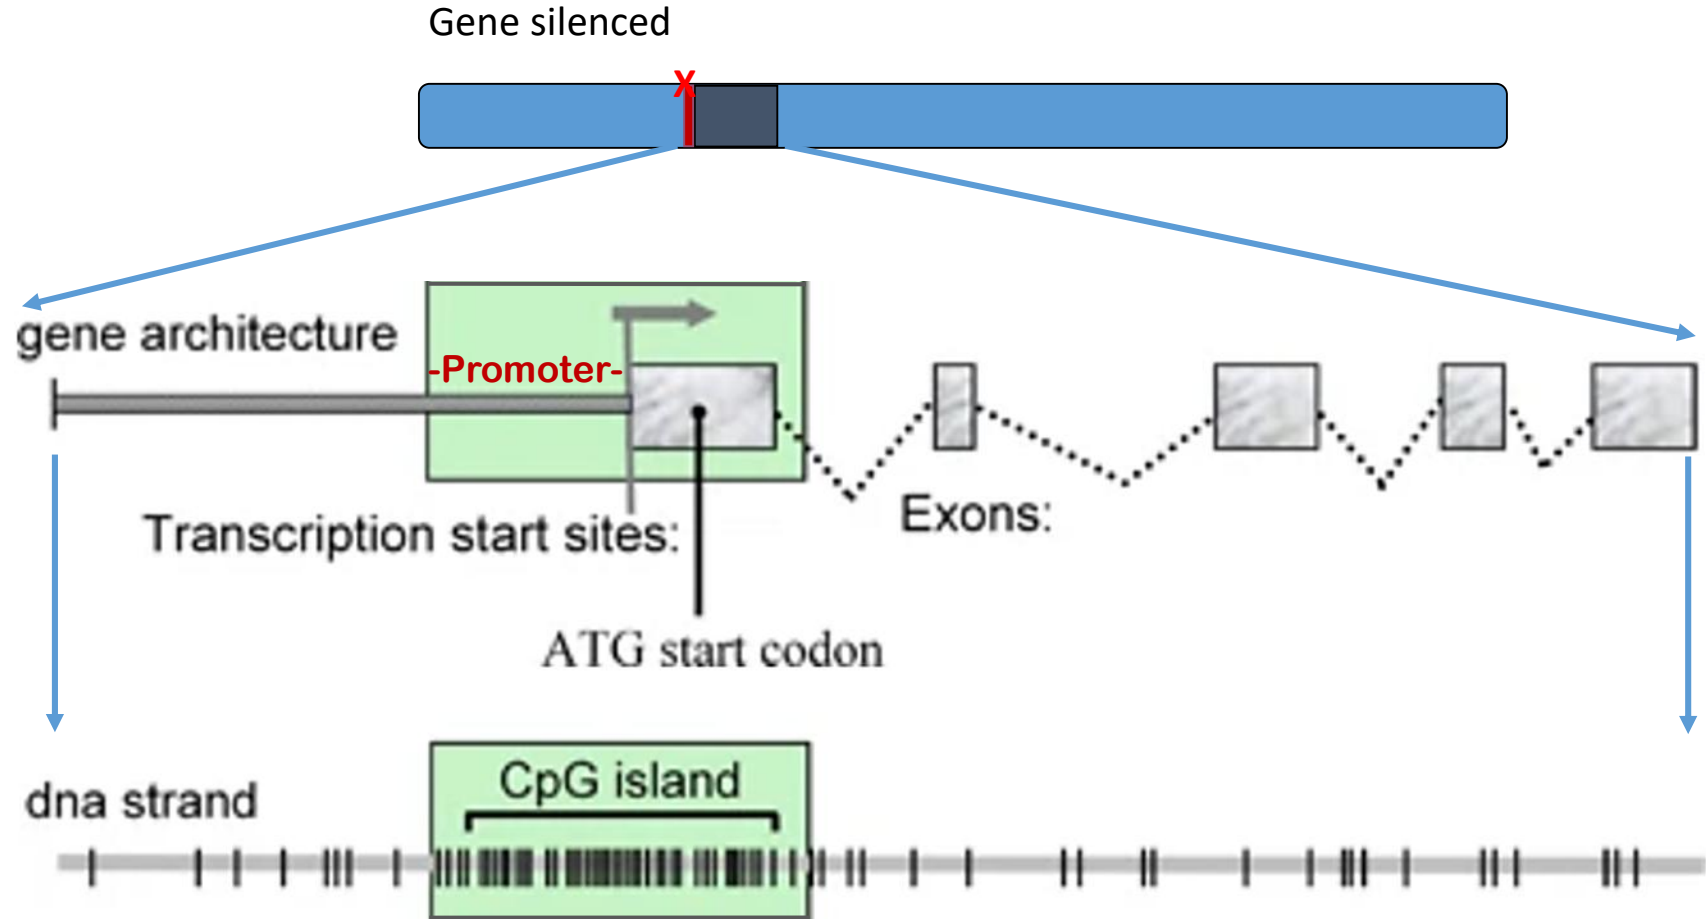 Gene silenced
X
gene architecture
-Promoter-
Transcription start sites:
Exons:
ATG start codon
CpG island
dna strand